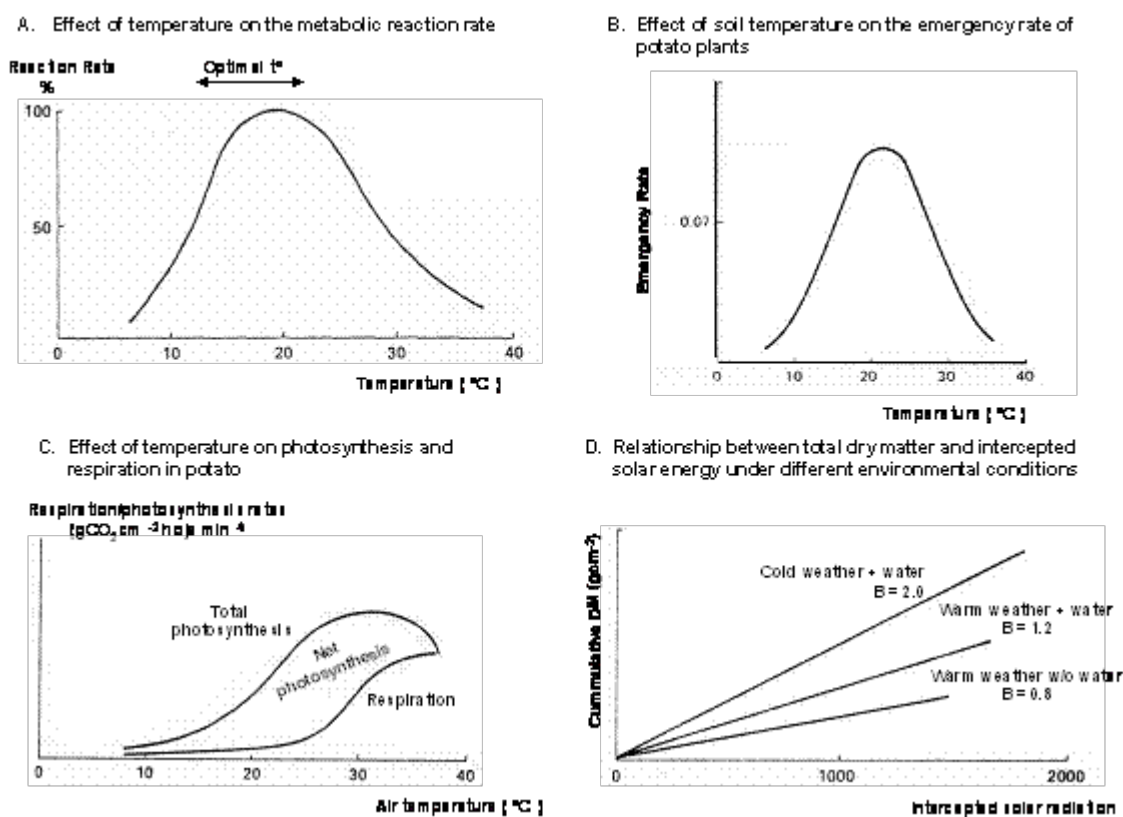 A. Effect of temperature on the metabolic reaction rate
Reaction Rate
%
Optimal t°
100
50
0 10 20 30 40
Temperature ( °C )
B. Effect of soil temperature on the emergency rate of
potato plants
Emergency Rate
0.07
0 10 20 30 40
Temperature ( °C )
C. Effect of temperature on photosynthesis and
respiration in potato
Respiration/photosynthesis rates
(gCO2 cm -2 min
Total
photosynthesis
Net
photosynthesis
Respiration
0 10 20 30 40
Air temperature ( °C )
D. Relationship between total dry matter and intercepted
solar energy under different environmental conditions
Cummulative DM (gcm-2)
Cold weather + water
B = 2.0
Warm weather + water
B = 1.2
Warm weather w/o water
B = 0.8
0 1000 2000
Intercepted solar radiation